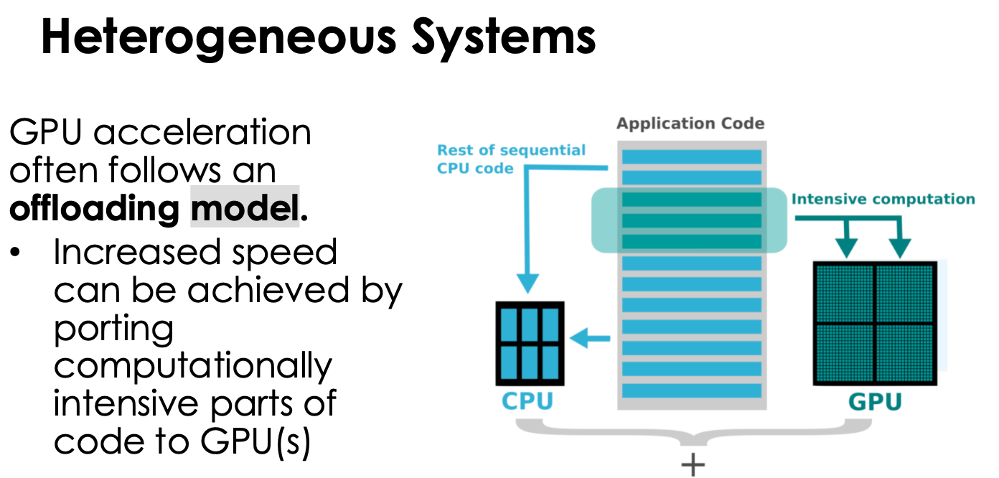 Heterogeneous Systems
GPU acceleration
often follows an
offloading model.
• Increased speed
can be achieved by
porting
computationally
intensive parts of
code to GPU(s)
Application Code
Rest of sequential
CPU code
Intensive computation
CPU
GPU
+